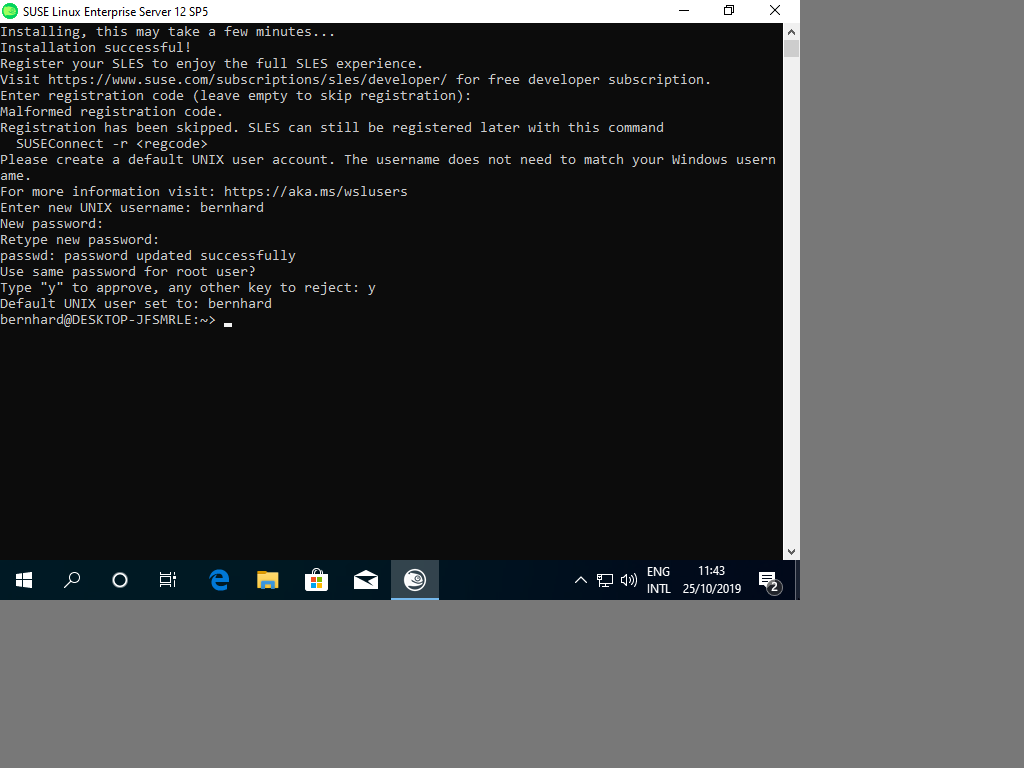 SUSE Linux Enterprise Server 12 SP5
Installing, this may take a few minutes...
Installation successful!
Register your SLES to enjoy the full SLES experience.
Visit https://www.suse.com/subscriptions/sles/developer/ for free developer subscription.
Enter registration code (leave empty to skip registration):
Malformed registration code.
Registration has been skipped. SLES can still be registered later with this command
  SUSEConnect -r <regcode>
Please create a default UNIX user account. The username does not need to match your Windows usern
ame.
For more information visit: https://aka.ms/wslusers
Enter new UNIX username: bernhard
New password:
Retype new password:
passwd: password updated successfully
Use same password for root user?
Type "y" to approve, any other key to reject: y
Default UNIX user set to: bernhard
bernhard@DESKTOP-JFSMRLE:~>
ENG
INTL
11:43
25/10/2019
2